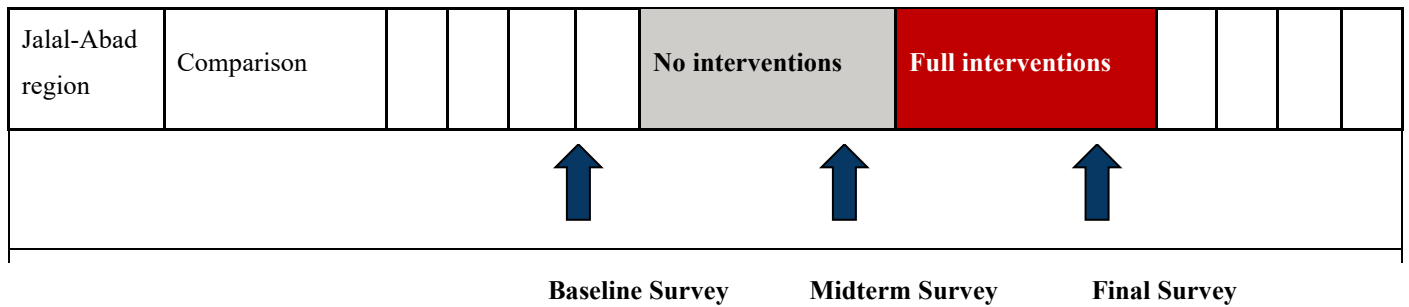 Jalal-Abad
region
Comparison
No interventions
Full interventions
Baseline Survey
Midterm Survey
Final Survey